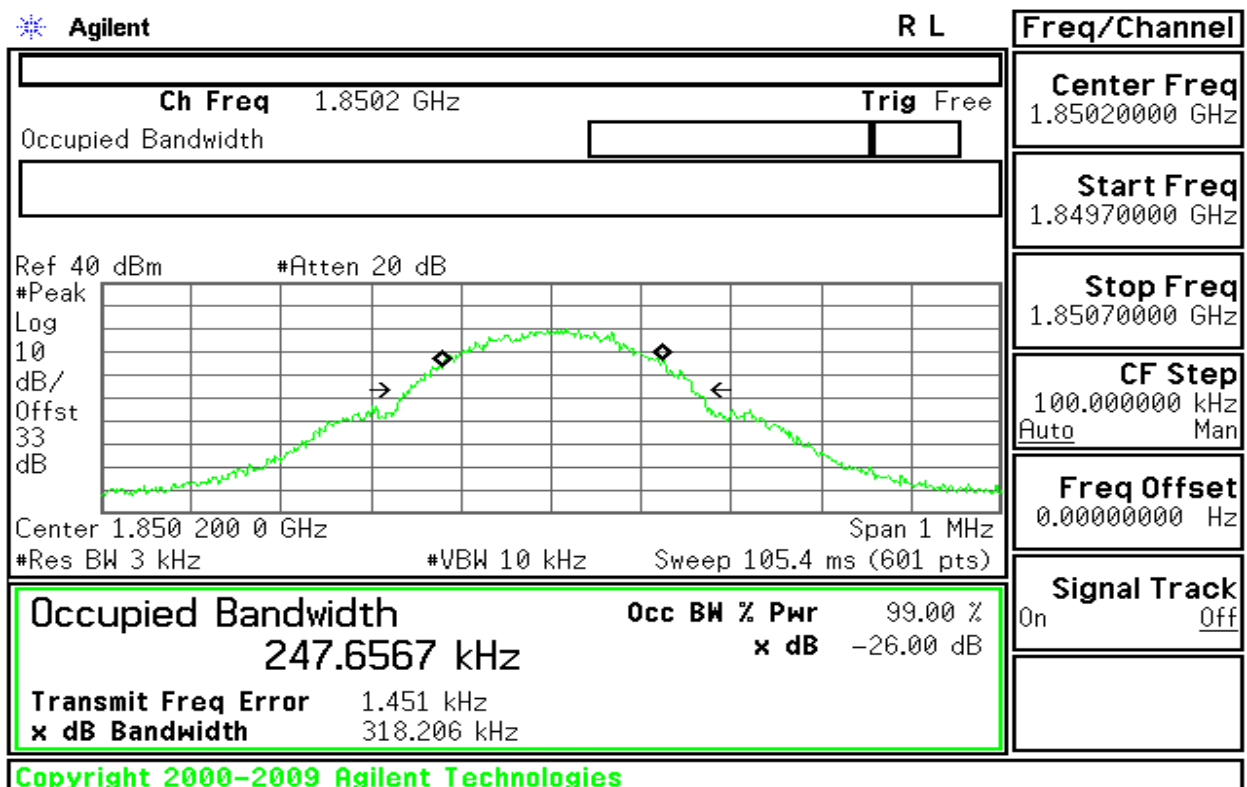 Agilent R L
Ch Freq 1.8502 GHz Trig Free
Occupied Bandwidth
Ref 40 dBm #Atten 20 dB
#Peak
Log
10
dB/
Offst
33
dB
Center 1.850 200 0 GHz Span 1 MHz
#Res BW 3 kHz #VBW 10 kHz Sweep 105.4 ms (601 pts)
Occupied Bandwidth Occ BW % Pwr 99.00 %
247.6567 kHz x dB -26.00 dB
Transmit Freq Error 1.451 kHz
x dB Bandwidth 318.206 kHz
Copyright 2000-2009 Agilent Technologies
Freq/Channel
Center Freq
1.85020000 GHz
Start Freq
1.84970000 GHz
Stop Freq
1.85070000 GHz
CF Step
100.000000 kHz
Auto Man
Freq Offset
0.00000000 Hz
Signal Track
On Off